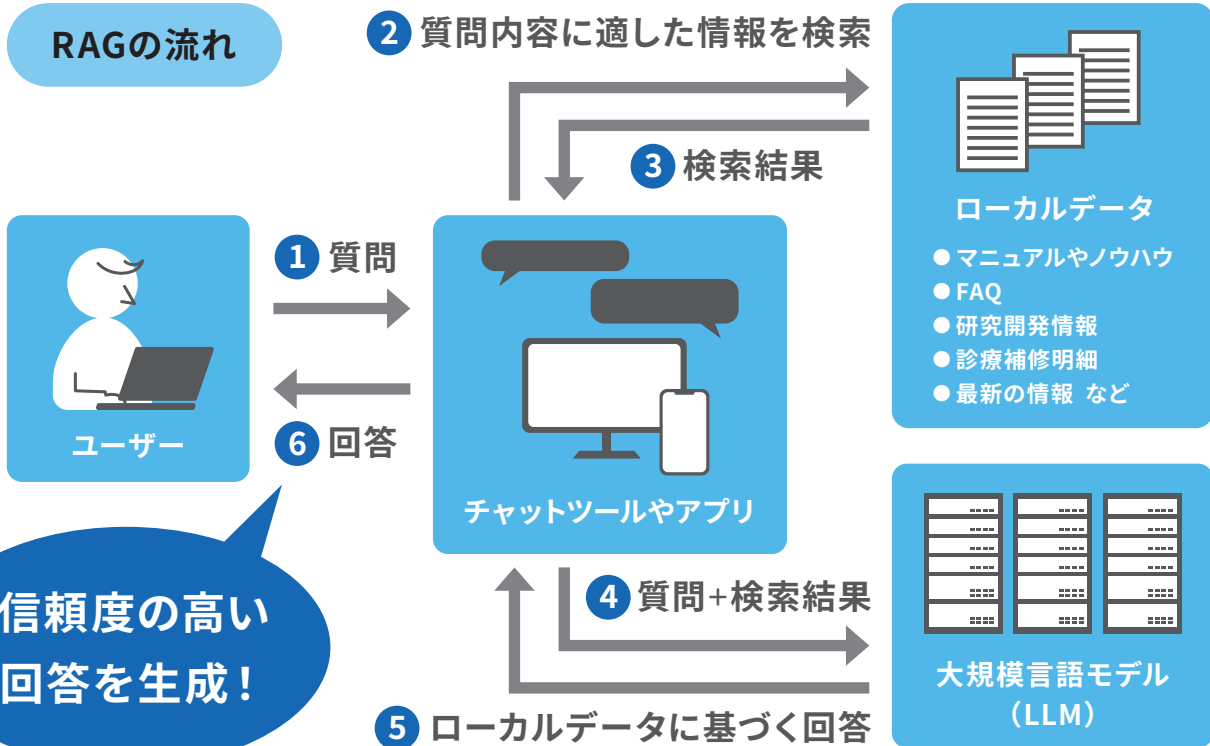 RAGの流れ
2 質問内容に適した情報を検索
3 検索結果
ローカルデータ
● マニュアルやノウハウ
● FAQ
● 研究開発情報
● 診療補修明細
● 最新の情報 など
1 質問
ユーザー
6 回答
チャットツールやアプリ
信頼度の高い
回答を生成！
4 質問+検索結果
大規模言語モデル
（LLM）
5 ローカルデータに基づく回答